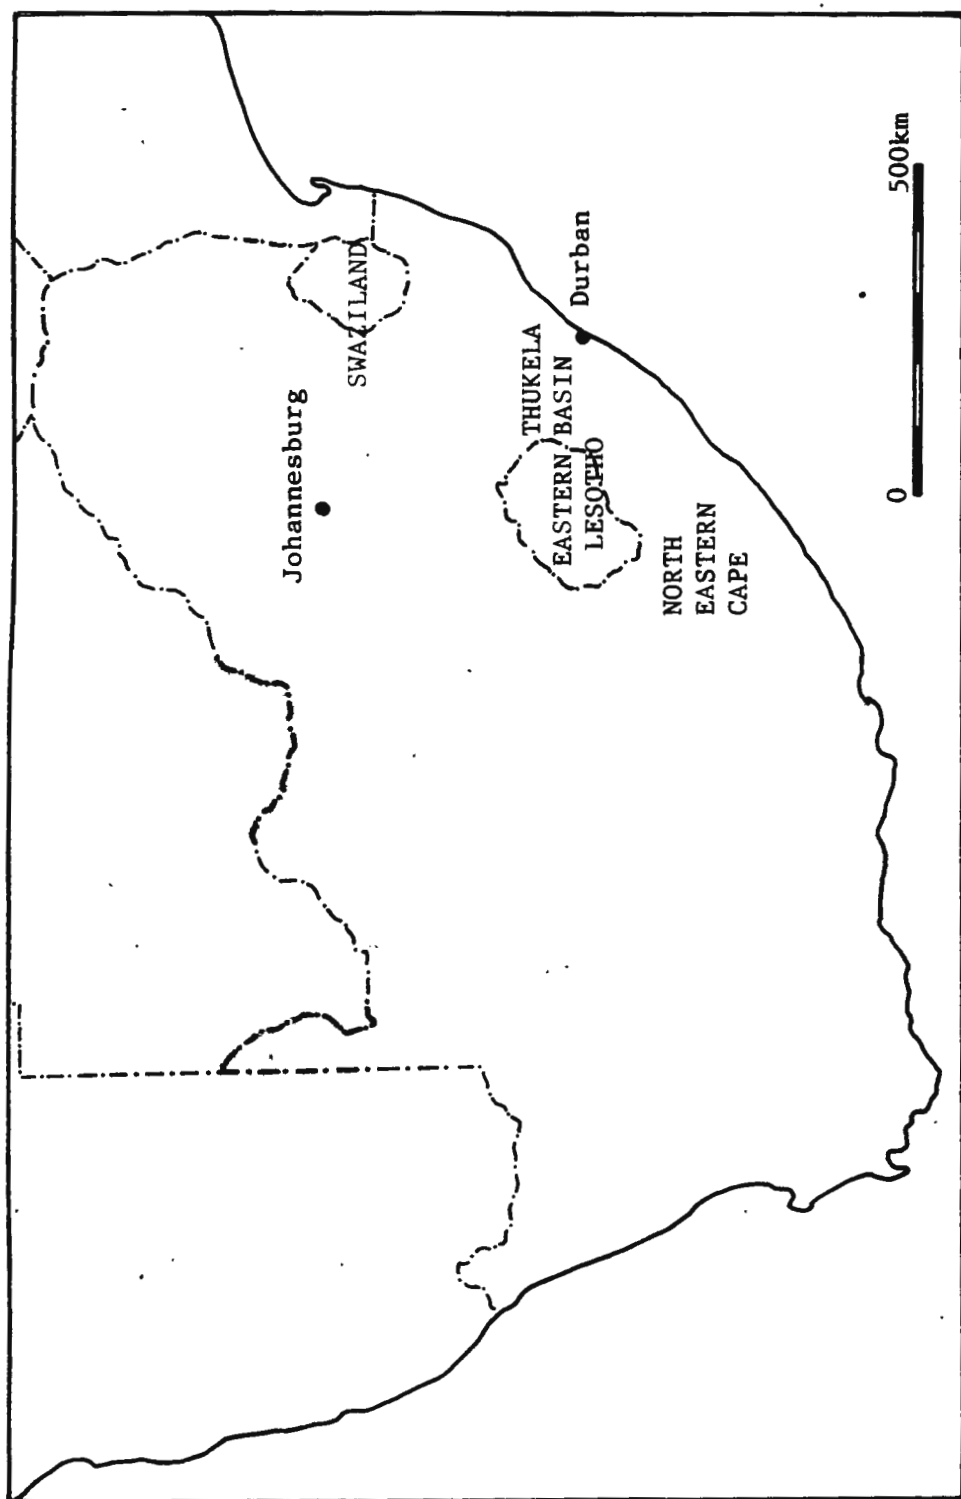 Johannesburg
SWAZILAND
THUKELA
BASIN
EASTERN
LESOTHO
Durban
NORTH
EASTERN
CAPE
0
500km